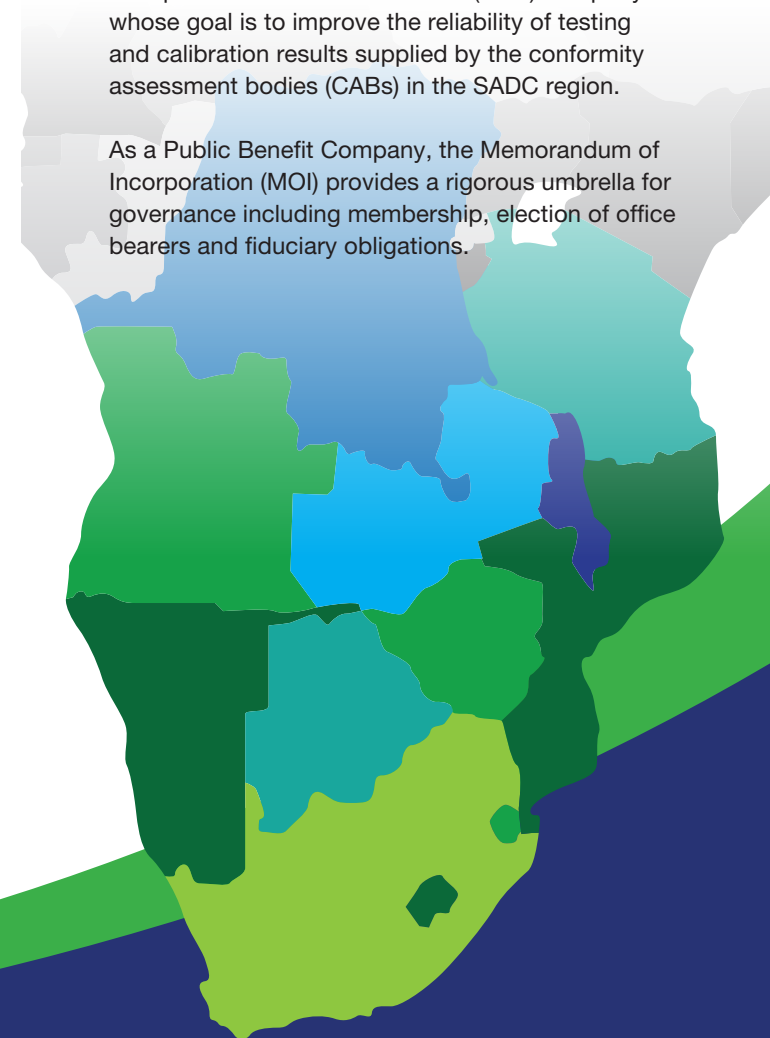 whose goal is to improve the reliability of testing
and calibration results supplied by the conformity
assessment bodies (CABs) in the SADC region.
As a Public Benefit Company, the Memorandum of
Incorporation (MOI) provides a rigorous umbrella for
governance including membership, election of office
bearers and fiduciary obligations.